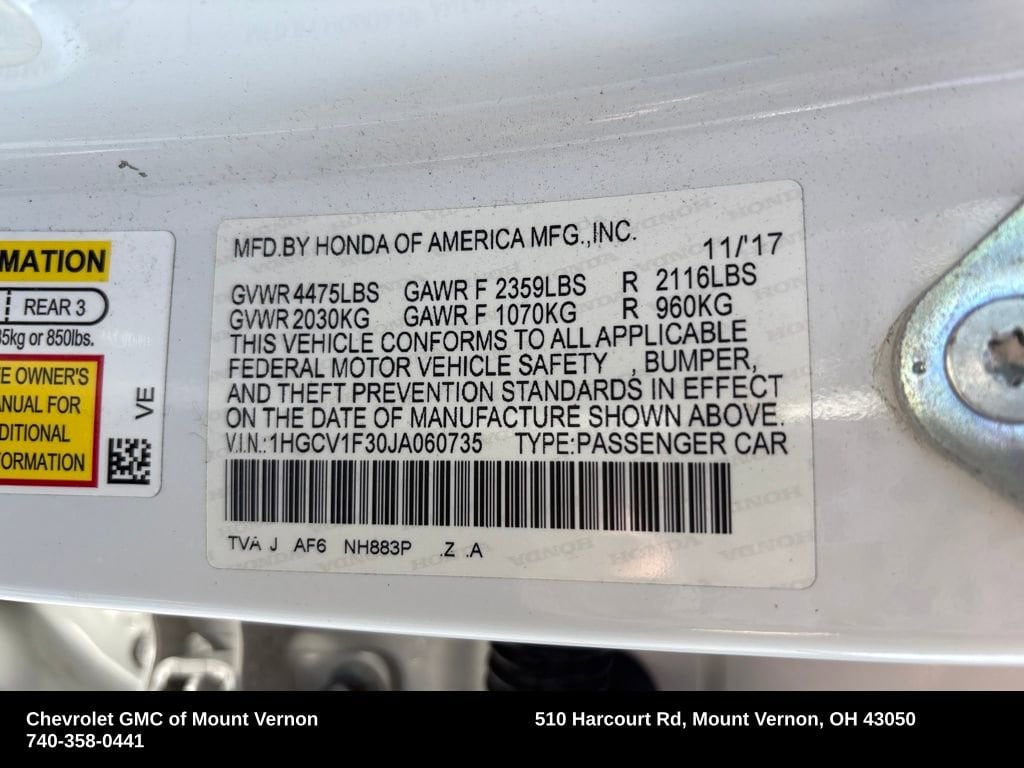 MATION
REAR 3
85kg or 850lbs.
E OWNER'S
ANUAL FOR
DITIONAL
FORMATION
VE
MFD.BY HONDA OF AMERICA MFG.,INC.
11/'17
GVWR 4475LBS GAWR F 2359LBS R 2116LBS
GVWR 2030KG GAWR F 1070KG R 960KG
THIS VEHICLE CONFORMS TO ALL APPLICABLE
FEDERAL MOTOR VEHICLE SAFETY , BUMPER,
AND THEFT PREVENTION STANDARDS IN EFFECT
ON THE DATE OF MANUFACTURE SHOWN ABOVE.
V.I.N.:1HGCV1F30JA060735 TYPE:PASSENGER CAR
TVA J AF6 NH883P .Z .A
Chevrolet GMC of Mount Vernon
740-358-0441
510 Harcourt Rd, Mount Vernon, OH 43050